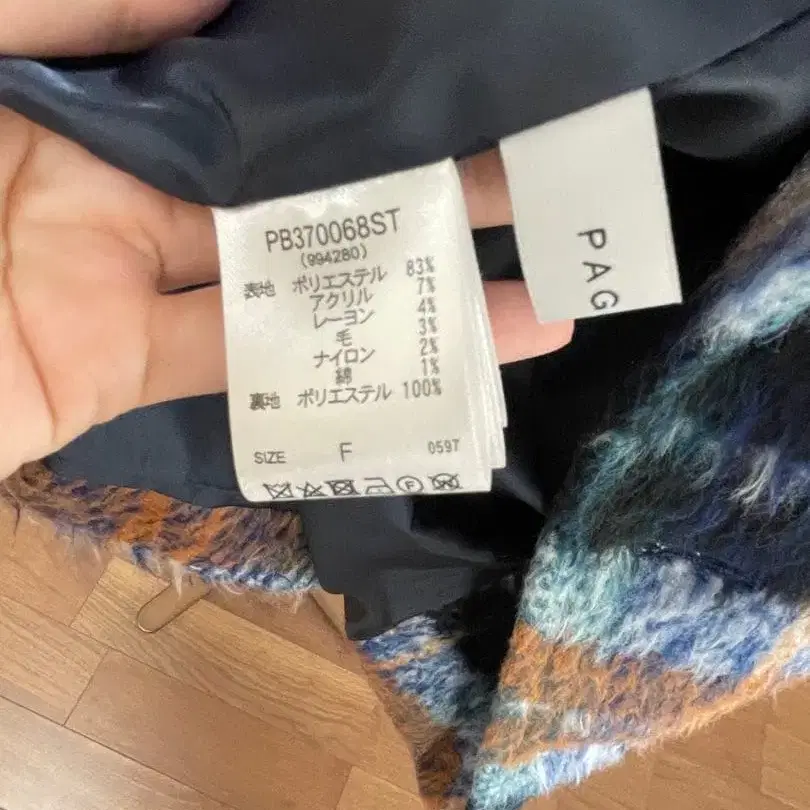 PB370068ST
(994280)
表地 ポリエステル 83%
アクリル 7%
レーヨン 4%
毛 3%
ナイロン 2%
綿 1%
裏地 ポリエステル 100%
SIZE F 0597
PAG